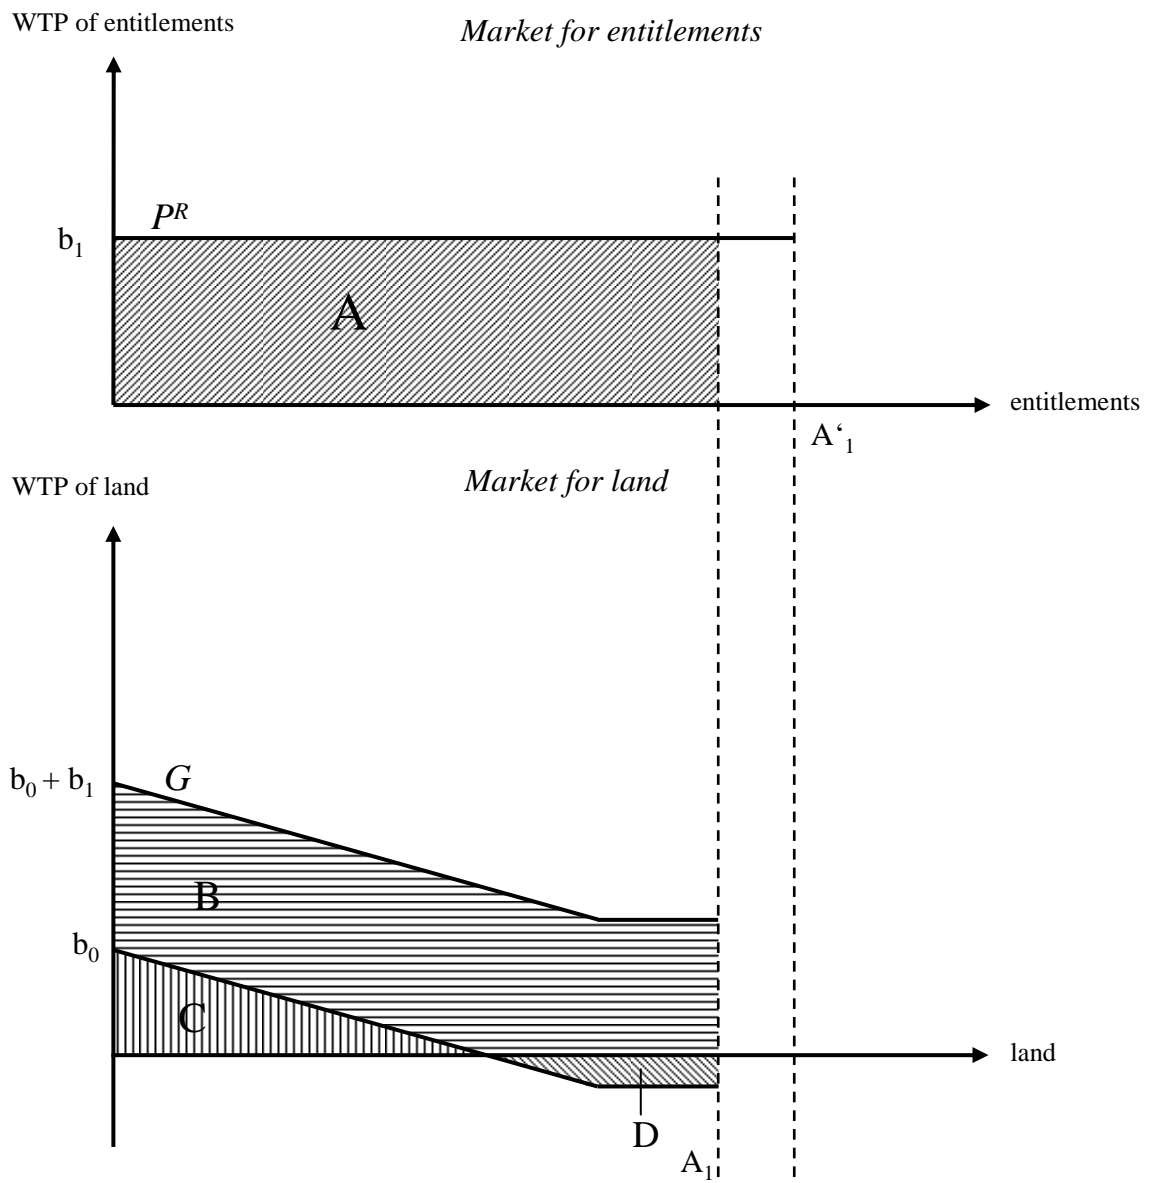 WTP of entitlements
Market for entitlements
Pᴿ
b₁
A
entitlements
A‘₁
WTP of land
Market for land
b₀ + b₁
G
B
b₀
C
land
D
A₁